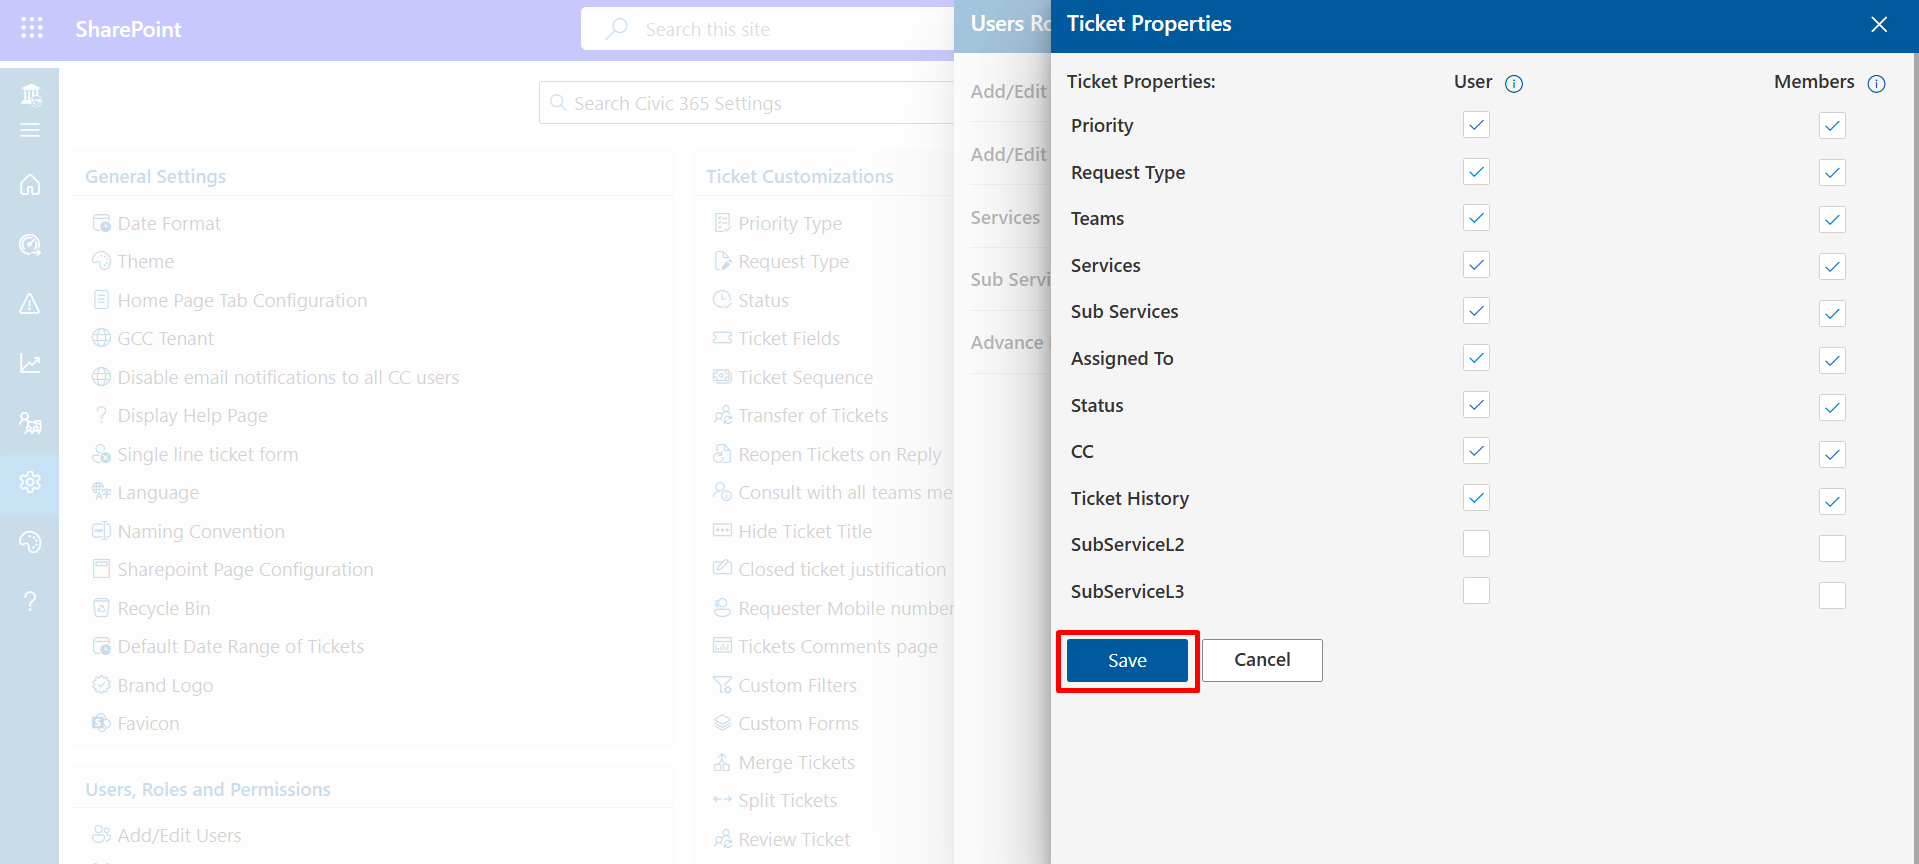 SharePoint
Search this site
Search Civic 365 Settings
General Settings
Date Format
Theme
Home Page Tab Configuration
GCC Tenant
Disable email notifications to all CC users
? Display Help Page
Single line ticket form
Language
Naming Convention
Sharepoint Page Configuration
Recycle Bin
Default Date Range of Tickets
Brand Logo
Favicon
Users, Roles and Permissions
Add/Edit Users
Ticket Customizations
Priority Type
Request Type
Status
Ticket Fields
Ticket Sequence
Transfer of Tickets
Reopen Tickets on Reply
Consult with all teams me
Hide Ticket Title
Closed ticket justification
Requester Mobile number
Tickets Comments page
Custom Filters
Custom Forms
Merge Tickets
Split Tickets
Review Ticket
Users Ro
Add/Edit
Add/Edit
Services
Sub Servi
Advance
Ticket Properties
Ticket Properties: User Members
Priority
Request Type
Teams
Services
Sub Services
Assigned To
Status
CC
Ticket History
SubServiceL2
SubServiceL3
Save Cancel